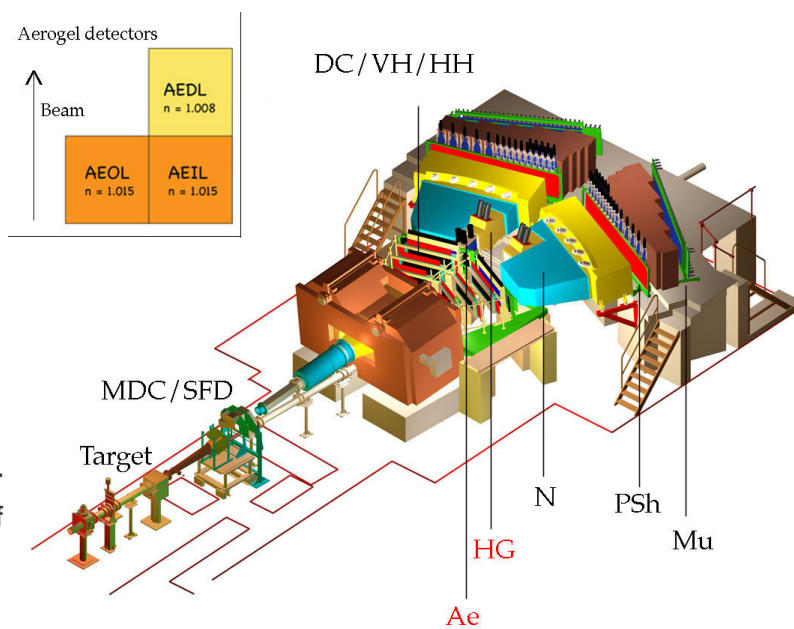 Aerogel detectors
Beam
AEDL
n = 1.008
AEOL
n = 1.015
AEIL
n = 1.015
DC/VH/HH
MDC/SFD
Target
N
PSh
Mu
HG
Ae